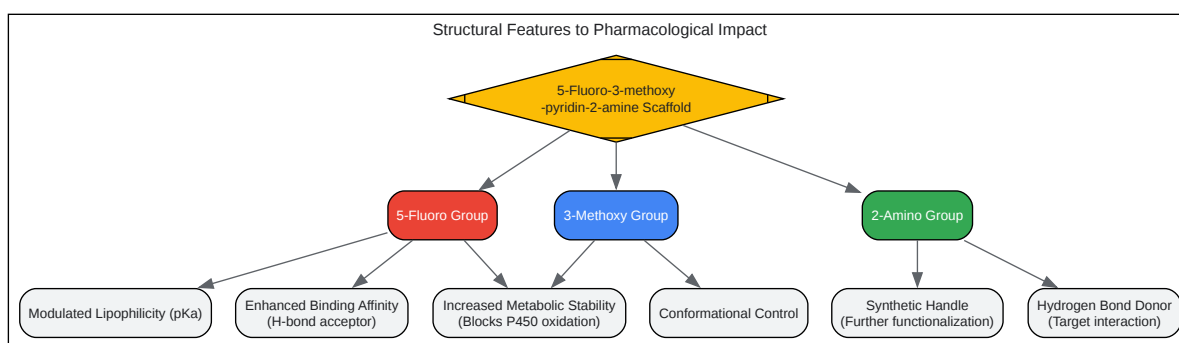 Structural Features to Pharmacological Impact
5-Fluoro-3-methoxy
-pyridin-2-amine Scaffold
5-Fluoro Group
3-Methoxy Group
2-Amino Group
Modulated Lipophilicity (pKa)
Enhanced Binding Affinity
(H-bond acceptor)
Increased Metabolic Stability
(Blocks P450 oxidation)
Conformational Control
Synthetic Handle
(Further functionalization)
Hydrogen Bond Donor
(Target interaction)